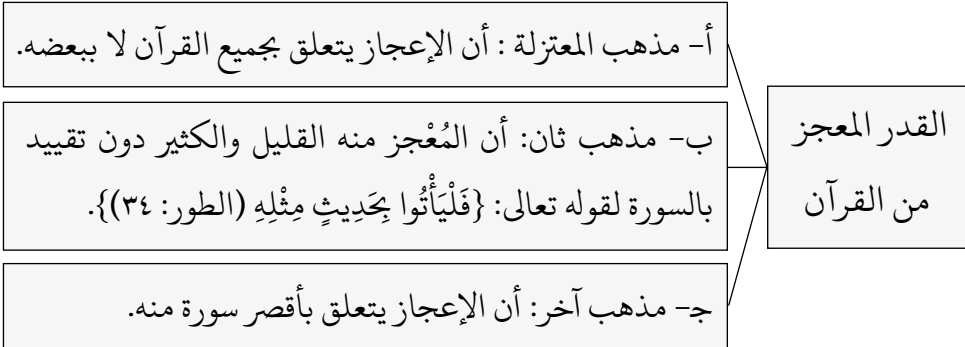 القدر المعجز
من القرآن
أ- مذهب المعتزلة : أن الإعجاز يتعلق بجميع القرآن لا ببعضه.
ب- مذهب ثان: أن المُعْجز منه القليل والكثير دون تقييد
بالسورة لقوله تعالى: {فَلْيَأْتُوا بِحَدِيثٍ مِثْلِهِ (الطور: ٣٤)}.
جـ- مذهب آخر: أن الإعجاز يتعلق بأقصر سورة منه.